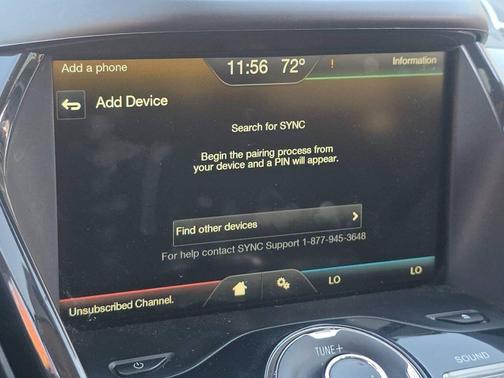 Add a phone 11:56 72° ! Information
Add Device
Search for SYNC
Begin the pairing process from
your device and a PIN will appear.
Find other devices
For help contact SYNC Support 1-877-945-3648
Unsubscribed Channel. LO LO
TUNE+
SOUND